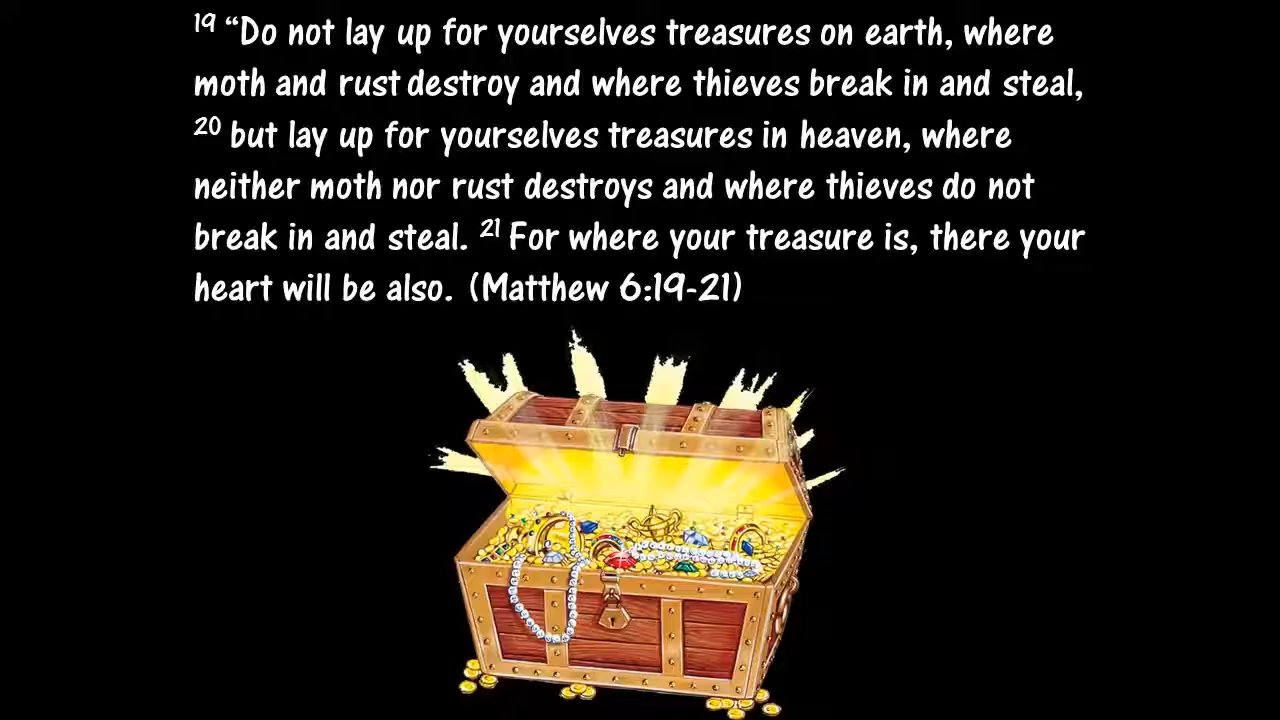 19 “Do not lay up for yourselves treasures on earth, where
moth and rust destroy and where thieves break in and steal,
20 but lay up for yourselves treasures in heaven, where
neither moth nor rust destroys and where thieves do not
break in and steal. 21 For where your treasure is, there your
heart will be also. (Matthew 6:19-21)